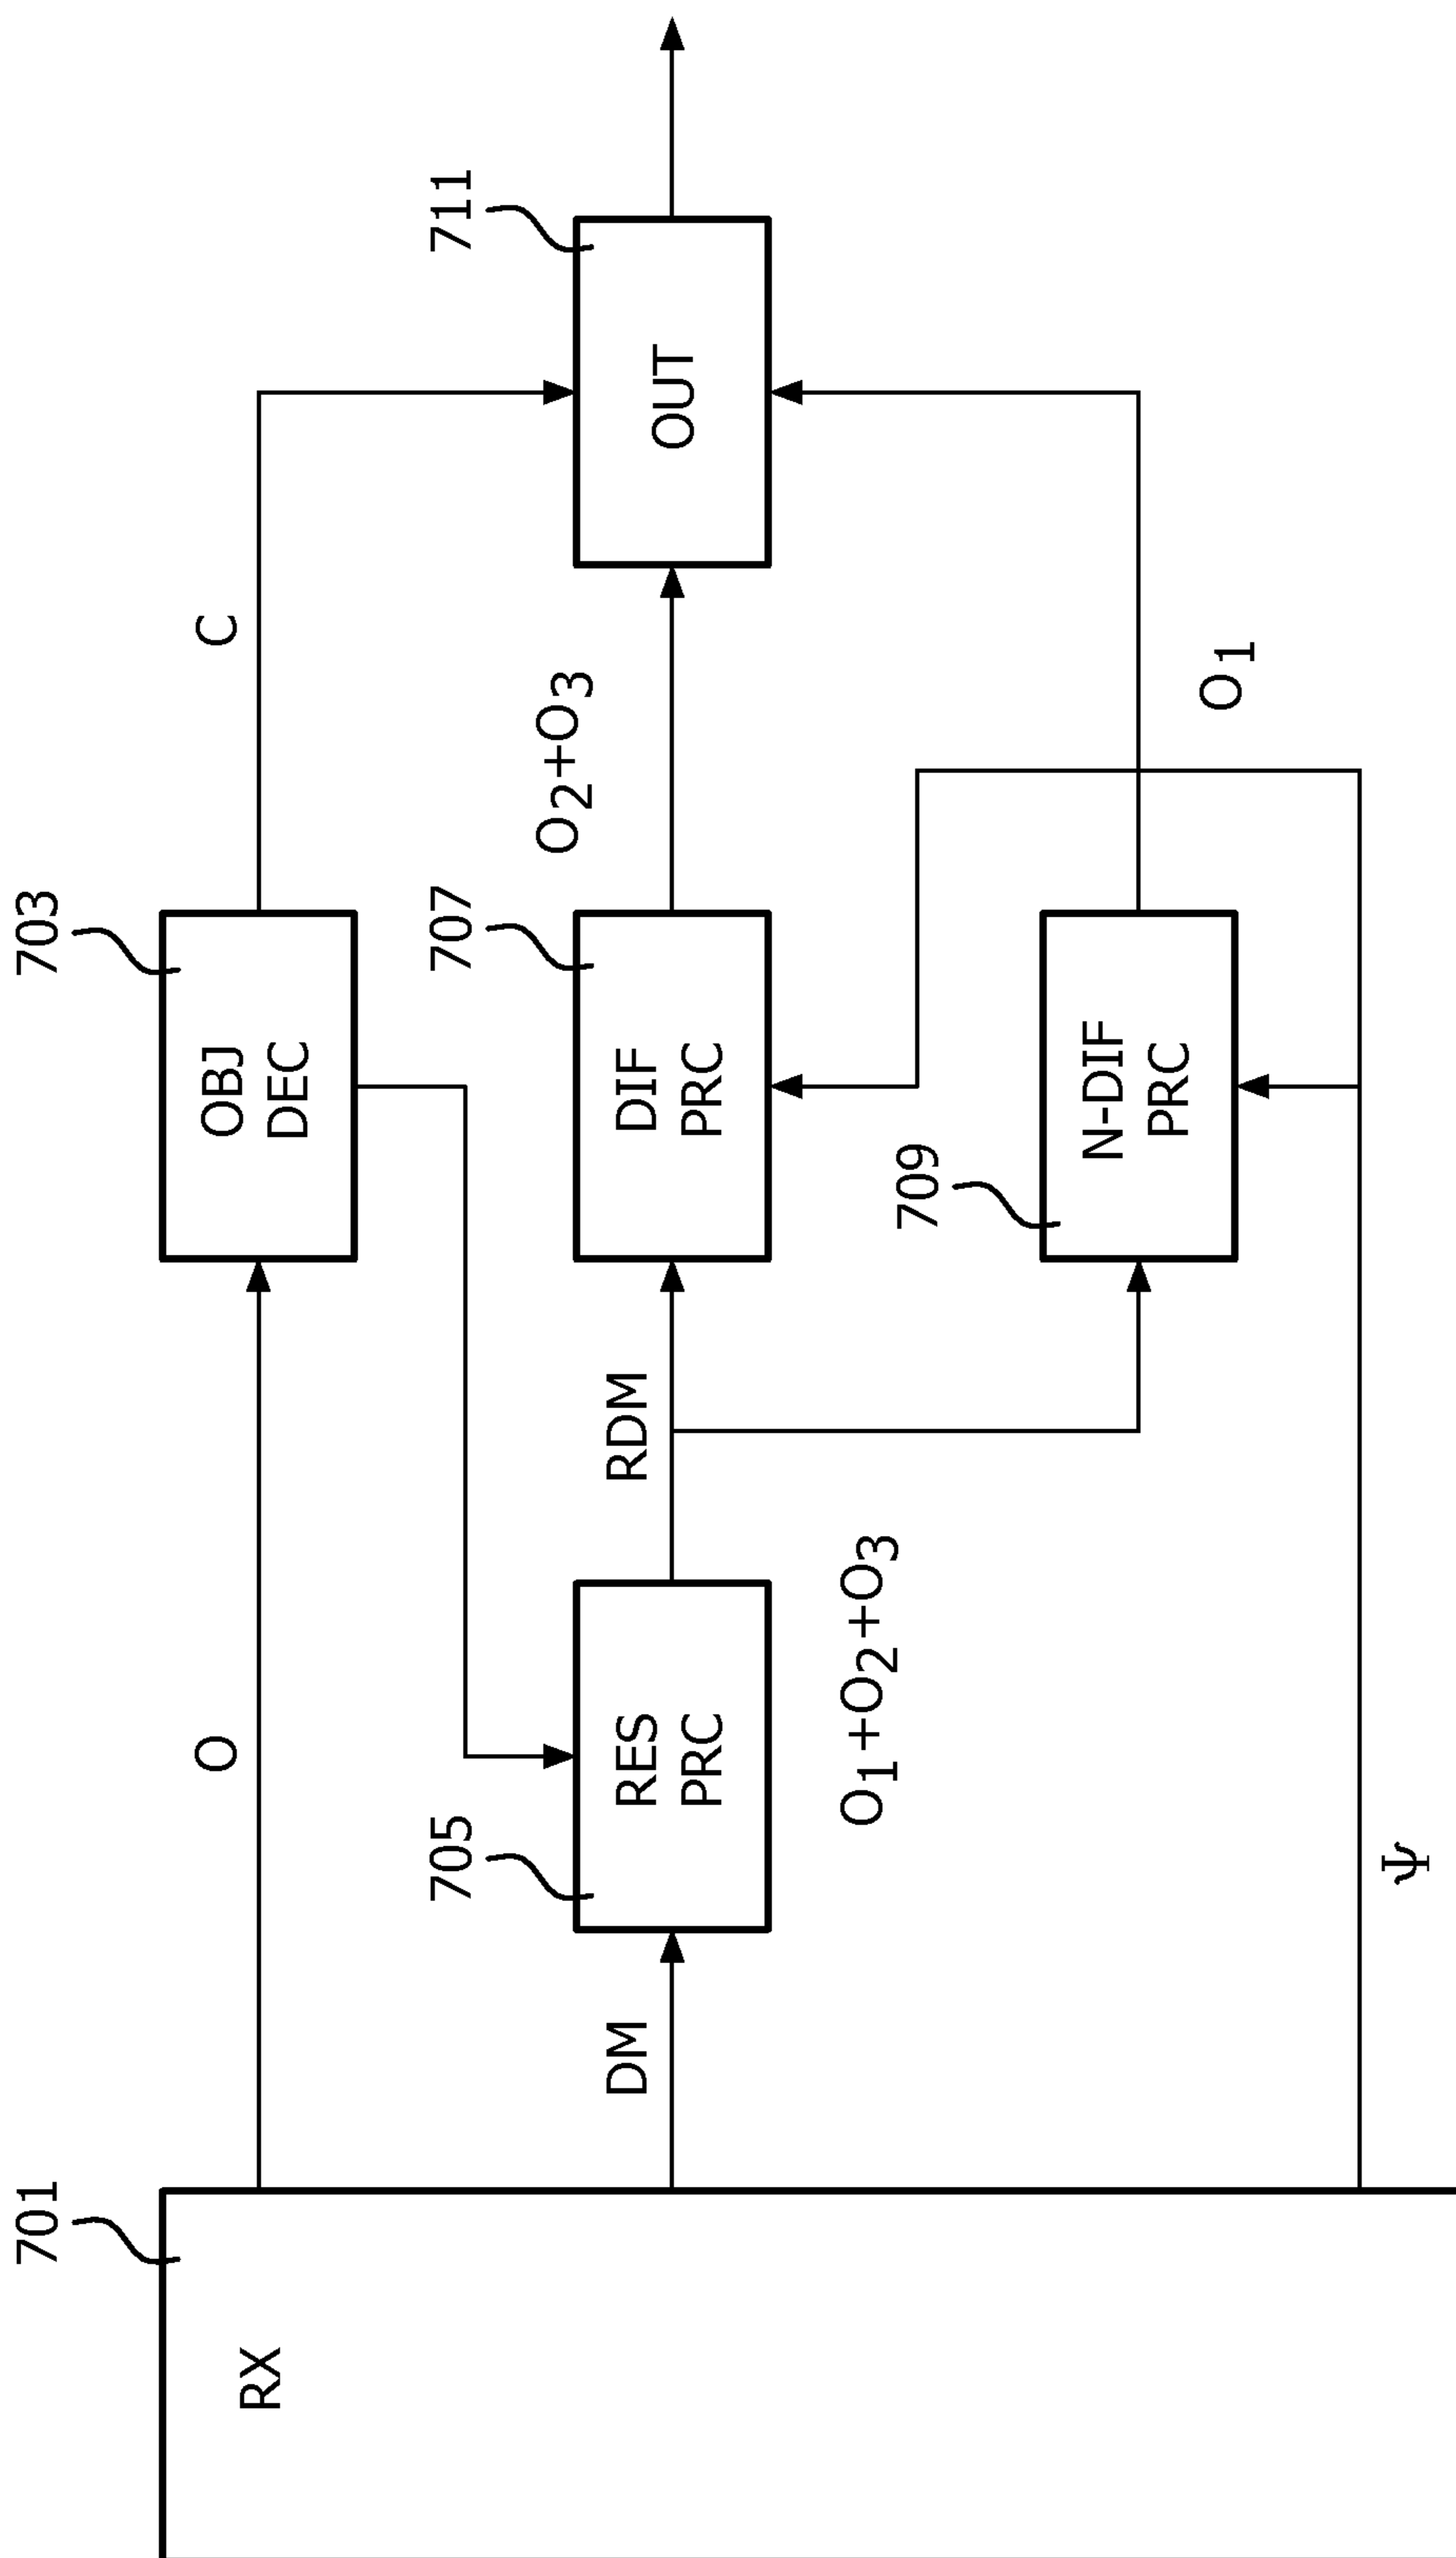 701
RX
O
DM
Ψ
705
RES
PRC
O1+O2+O3
RDM
703
OBJ
DEC
707
DIF
PRC
709
N-DIF
PRC
C
O2+O3
O1
711
OUT